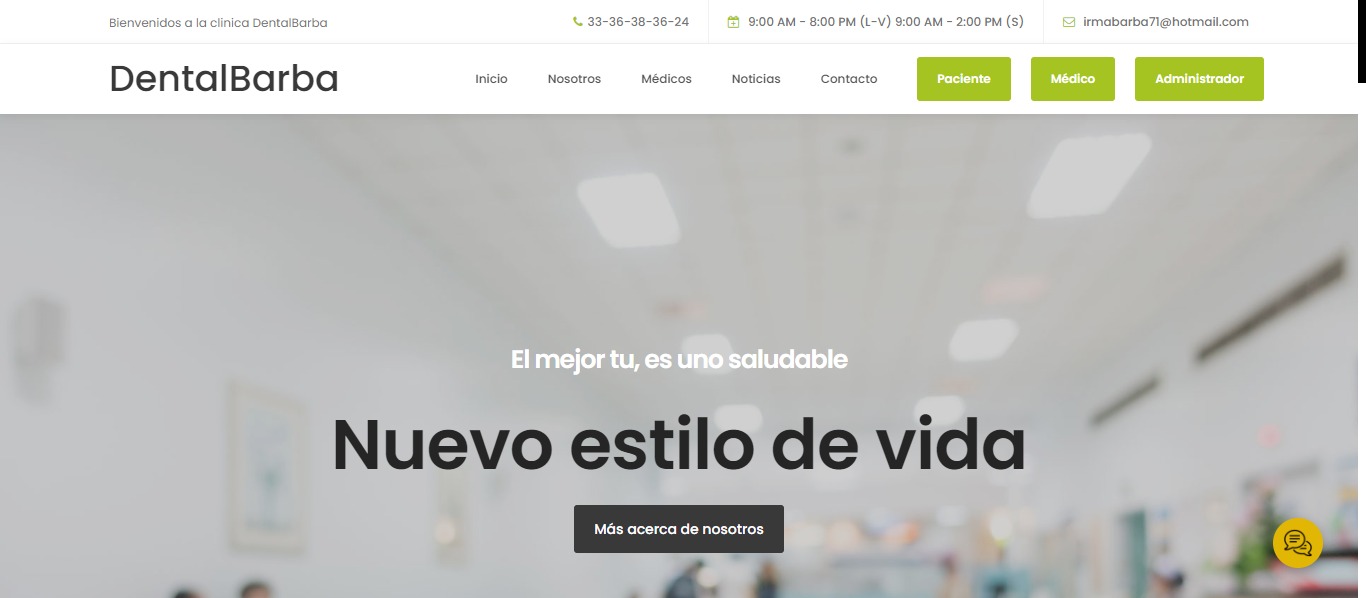 Bienvenidos a la clinica DentalBarba
33-36-38-36-24
9:00 AM - 8:00 PM (L-V) 9:00 AM - 2:00 PM (S)
irmabarba71@hotmail.com
DentalBarba
Inicio Nosotros Médicos Noticias Contacto Paciente Médico Administrador
El mejor tu, es uno saludable
Nuevo estilo de vida
Más acerca de nosotros